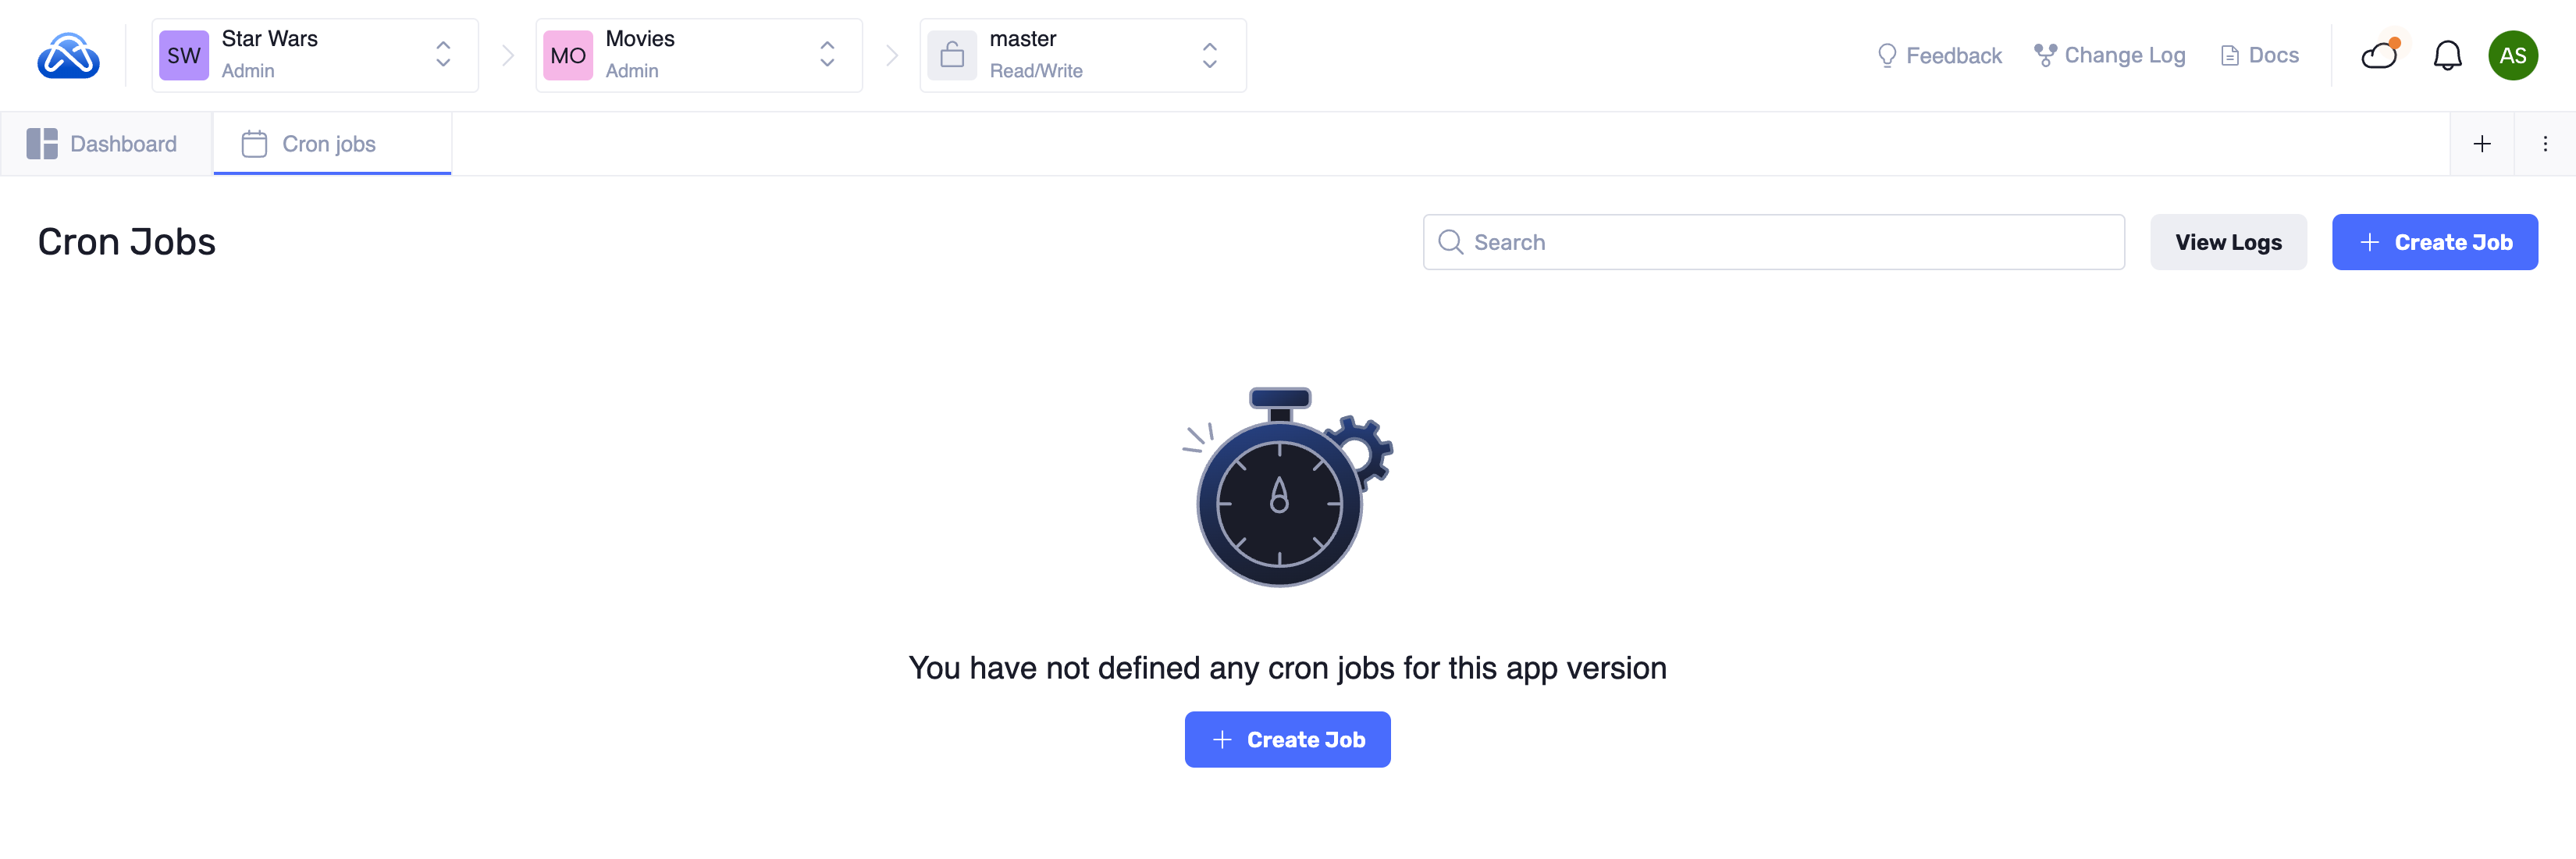 SW
Star Wars
Admin
MO
Movies
Admin
master
Read/Write
Feedback
Change Log
Docs
AS
Dashboard
Cron jobs
Cron Jobs
Search
View Logs
Create Job
You have not defined any cron jobs for this app version
Create Job